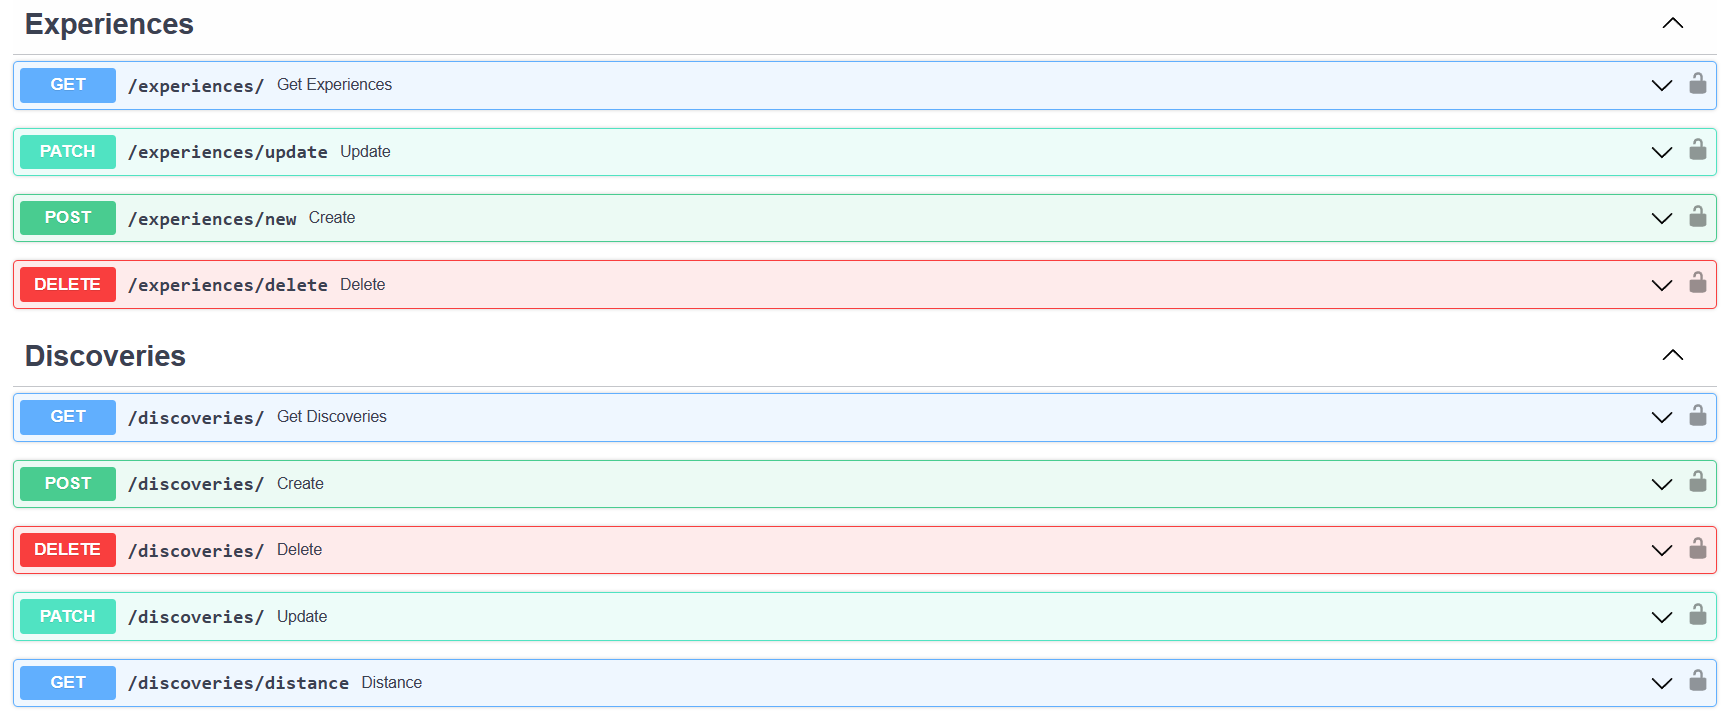 Experiences
GET /experiences/ Get Experiences
PATCH /experiences/update Update
POST /experiences/new Create
DELETE /experiences/delete Delete
Discoveries
GET /discoveries/ Get Discoveries
POST /discoveries/ Create
DELETE /discoveries/ Delete
PATCH /discoveries/ Update
GET /discoveries/distance Distance